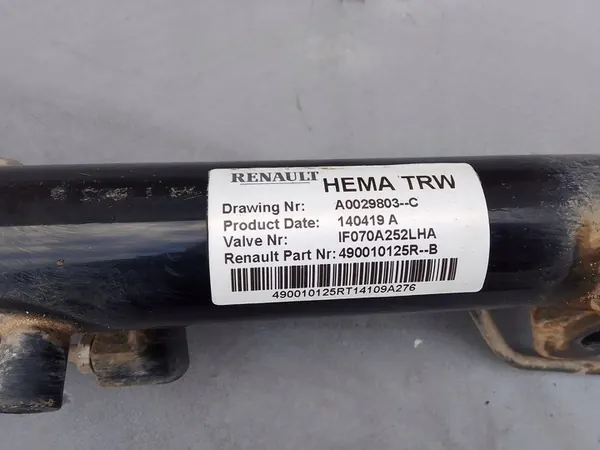 RENAULT HEMA TRW
Drawing Nr: A0029803--C
Product Date: 140419 A
Valve Nr: IF070A252LHA
Renault Part Nr: 490010125R--B
490010125RT14109A276